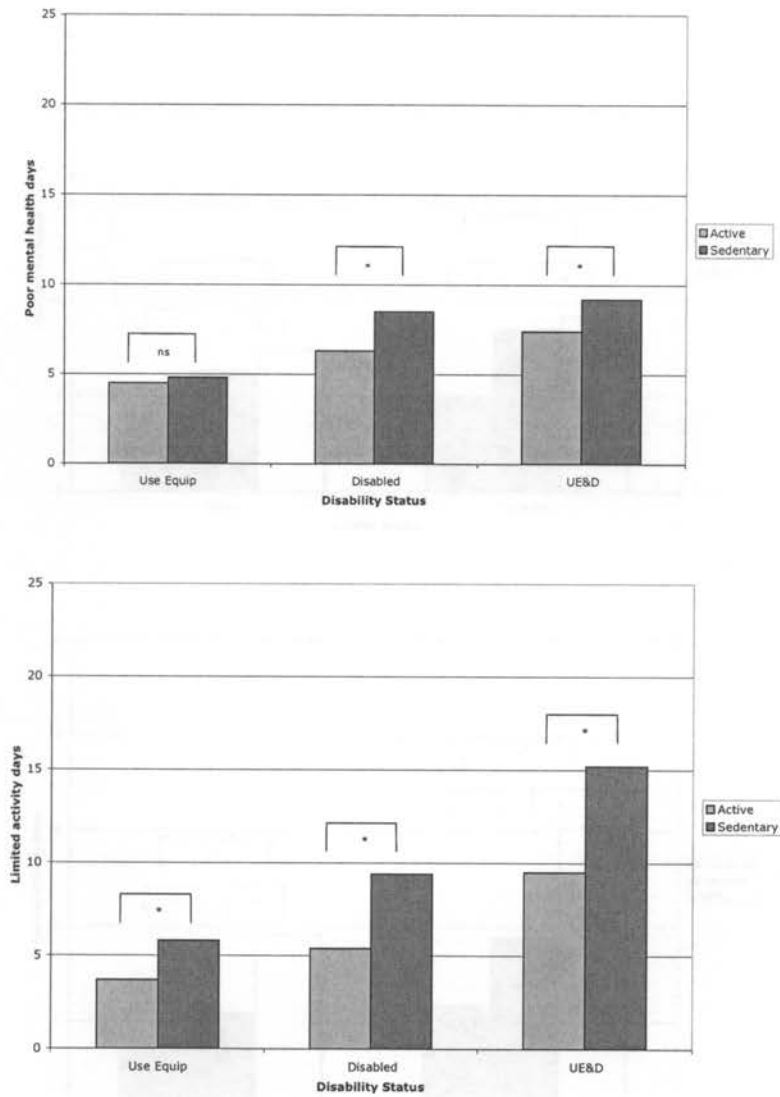 25
20
15
10
5
0
Poor mental health days
ns
*
*
Use Equip
Disabled
UE&D
Disability Status
Active
Sedentary
25
20
15
10
5
0
Limited activity days
*
*
*
Use Equip
Disabled
UE&D
Disability Status
Active
Sedentary